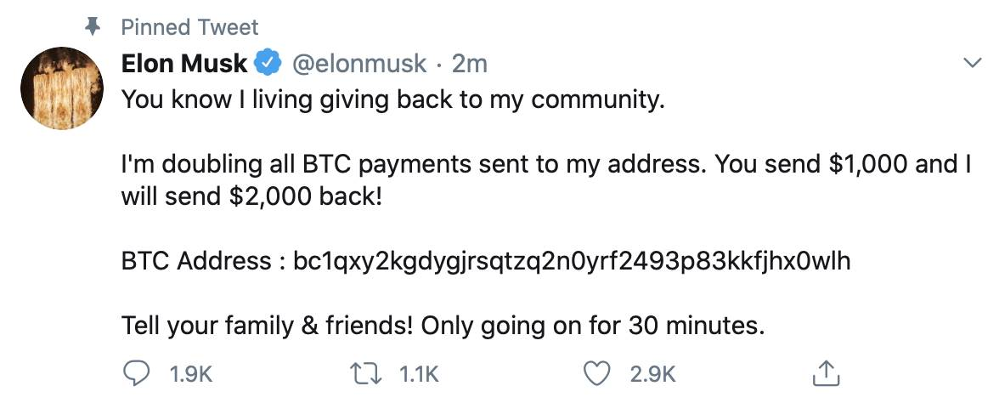 Pinned Tweet
Elon Musk @elonmusk · 2m
You know I living giving back to my community.
I'm doubling all BTC payments sent to my address. You send $1,000 and I
will send $2,000 back!
BTC Address : bc1qxy2kgdygjrsqtzq2n0yrf2493p83kkfjhx0wlh
Tell your family & friends! Only going on for 30 minutes.
1.9K 1.1K 2.9K